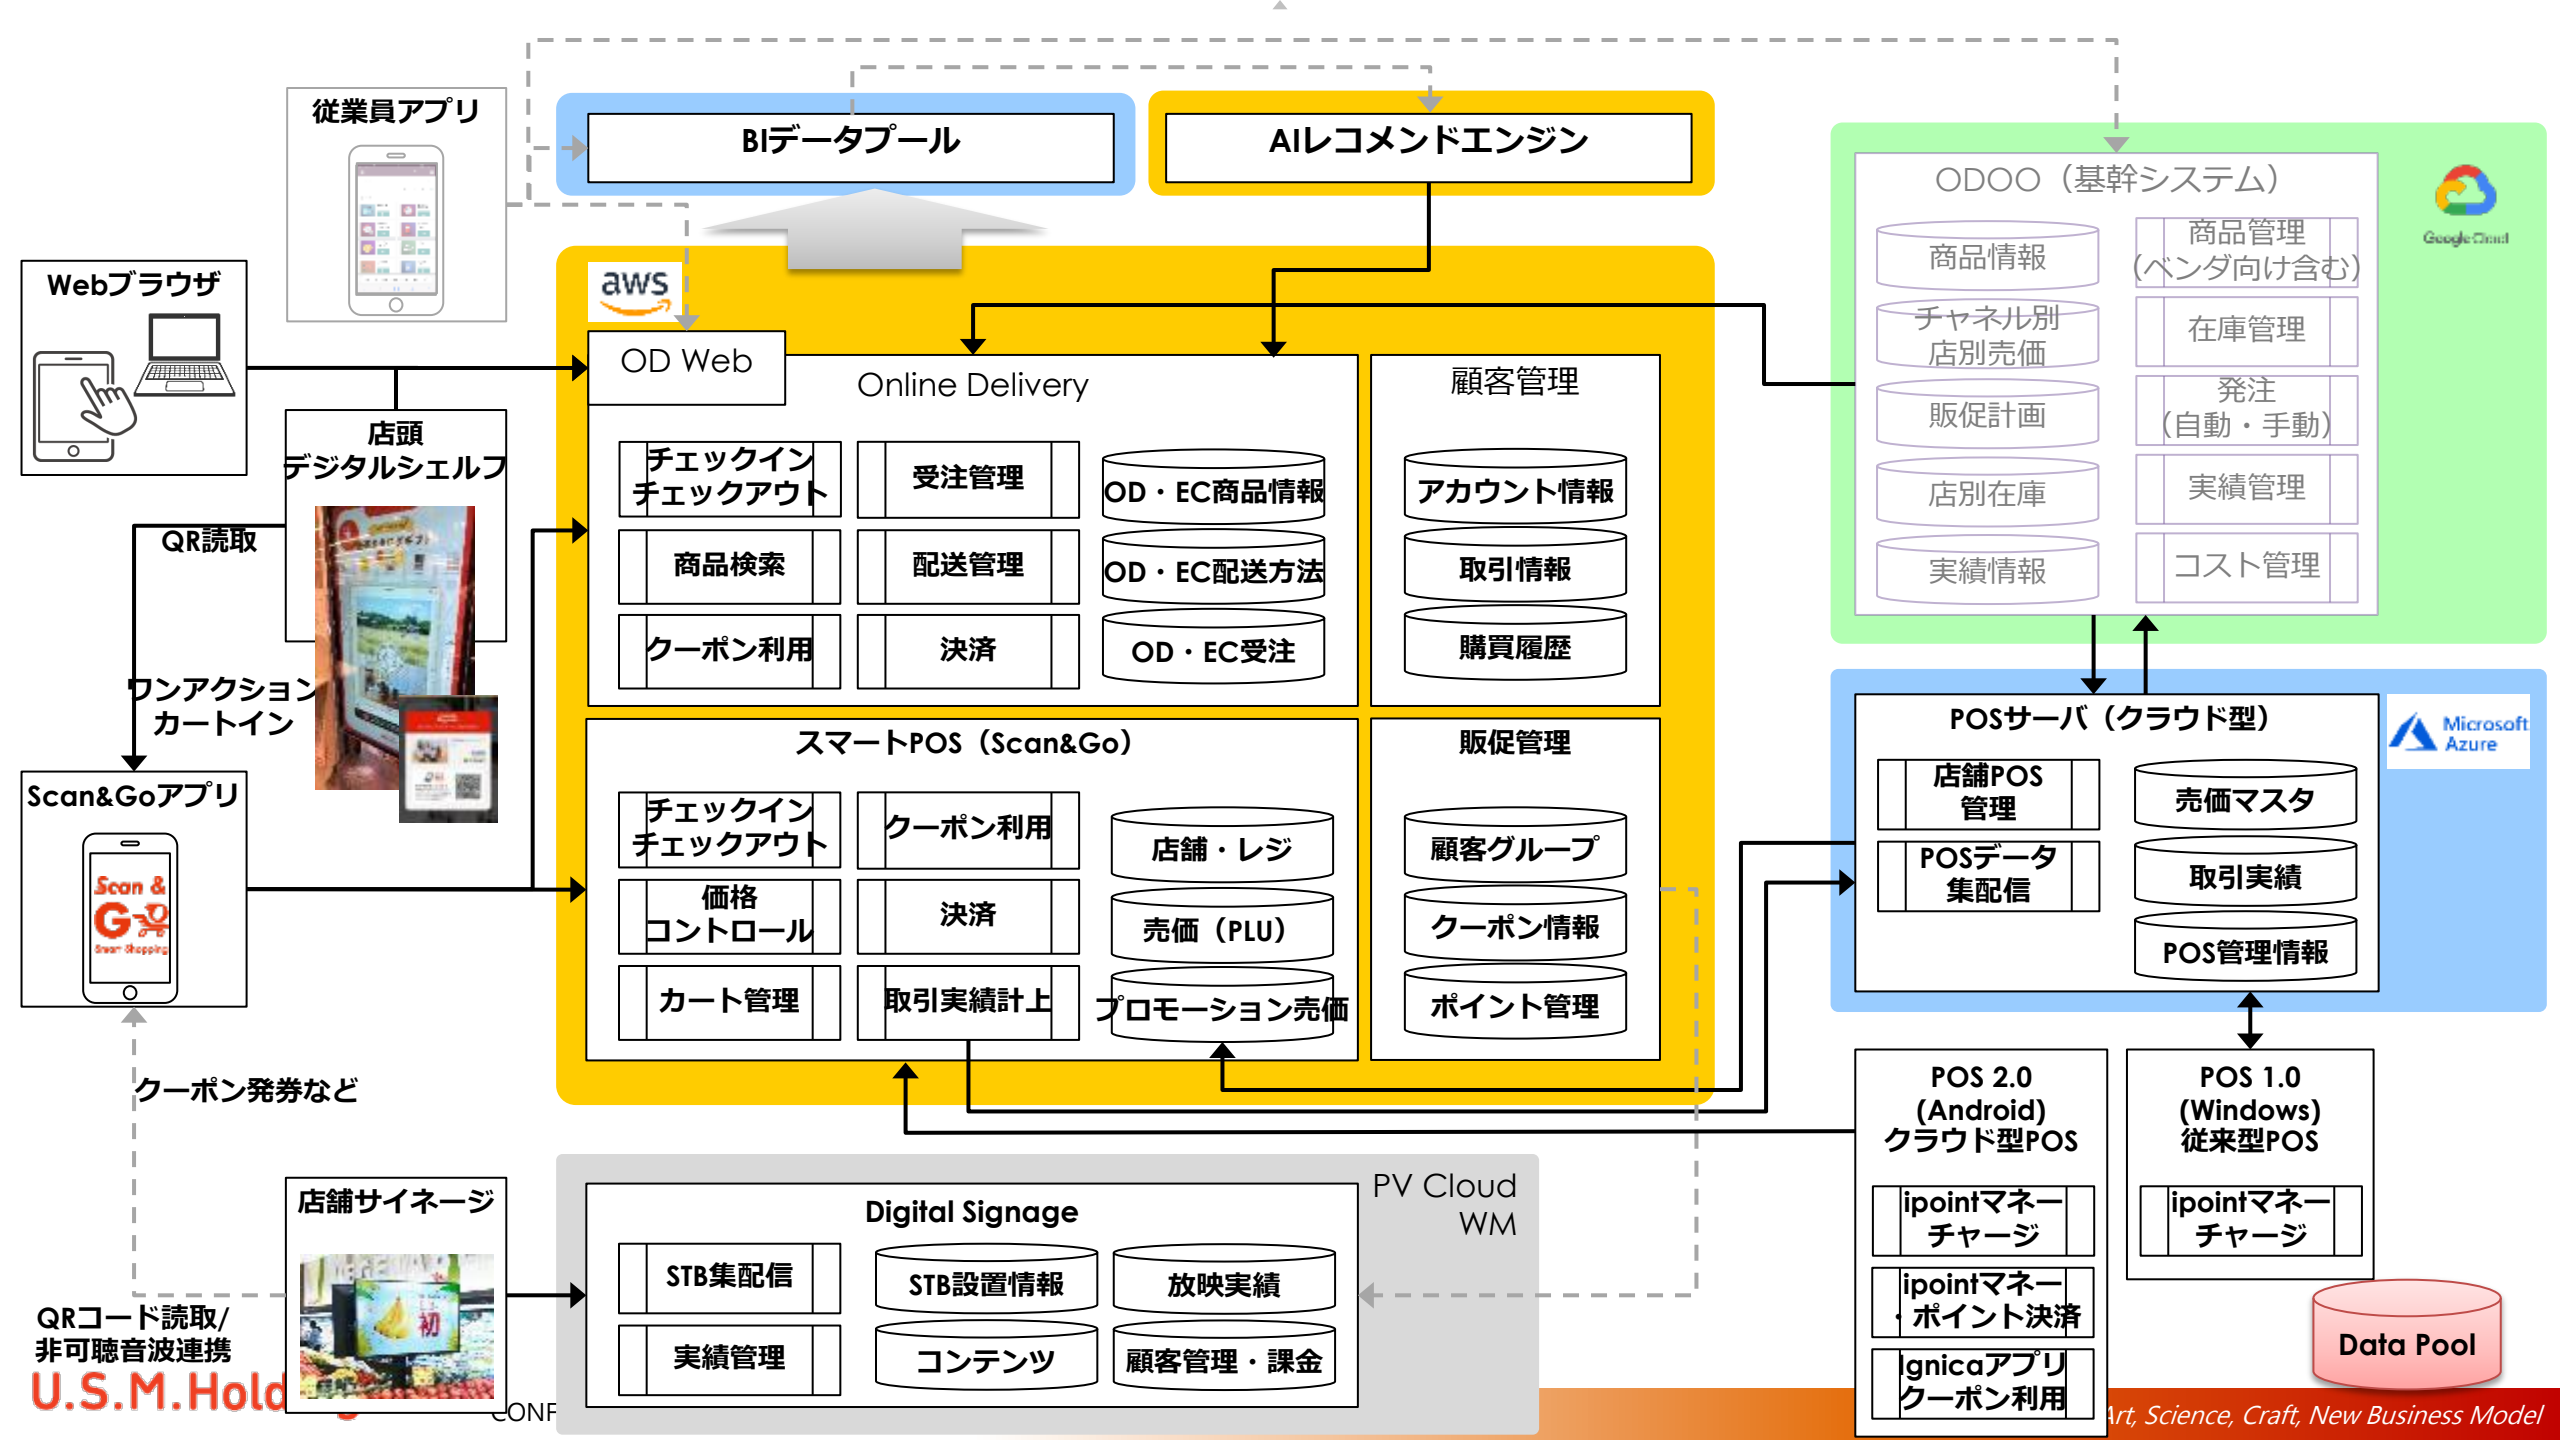 従業員アプリ
BIデータプール
AIレコメンドエンジン
ODOO（基幹システム）
商品情報
チャネル別
店別売価
販促計画
店別在庫
実績情報
商品管理
（ベンダ向け含む）
在庫管理
発注
（自動・手動）
実績管理
コスト管理
Google Cloud
Webブラウザ
aws
OD Web
Online Delivery
チェックイン
チェックアウト
商品検索
クーポン利用
受注管理
配送管理
決済
OD・EC商品情報
OD・EC配送方法
OD・EC受注
顧客管理
アカウント情報
取引情報
購買履歴
店頭
デジタルシェルフ
QR読取
ワンアクション
カートイン
Scan&Goアプリ
Scan &
Go
Smart Shopping
スマートPOS（Scan&Go）
チェックイン
チェックアウト
価格
コントロール
カート管理
クーポン利用
決済
取引実績計上
店舗・レジ
売価（PLU）
プロモーション売価
販促管理
顧客グループ
クーポン情報
ポイント管理
POSサーバ（クラウド型）
店舗POS
管理
POSデータ
集配信
売価マスタ
取引実績
POS管理情報
Microsoft
Azure
クーポン発券など
店舗サイネージ
初
QRコード読取/
非可聴音波連携
PV Cloud
WM
Digital Signage
STB集配信
実績管理
STB設置情報
コンテンツ
放映実績
顧客管理・課金
POS 2.0
(Android)
クラウド型POS
ipointマネー
チャージ
ipointマネー
・ポイント決済
Ignicaアプリ
クーポン利用
POS 1.0
(Windows)
従来型POS
ipointマネー
チャージ
Data Pool
U.S.M.Hold
CONF
Art, Science, Craft, New Business Model